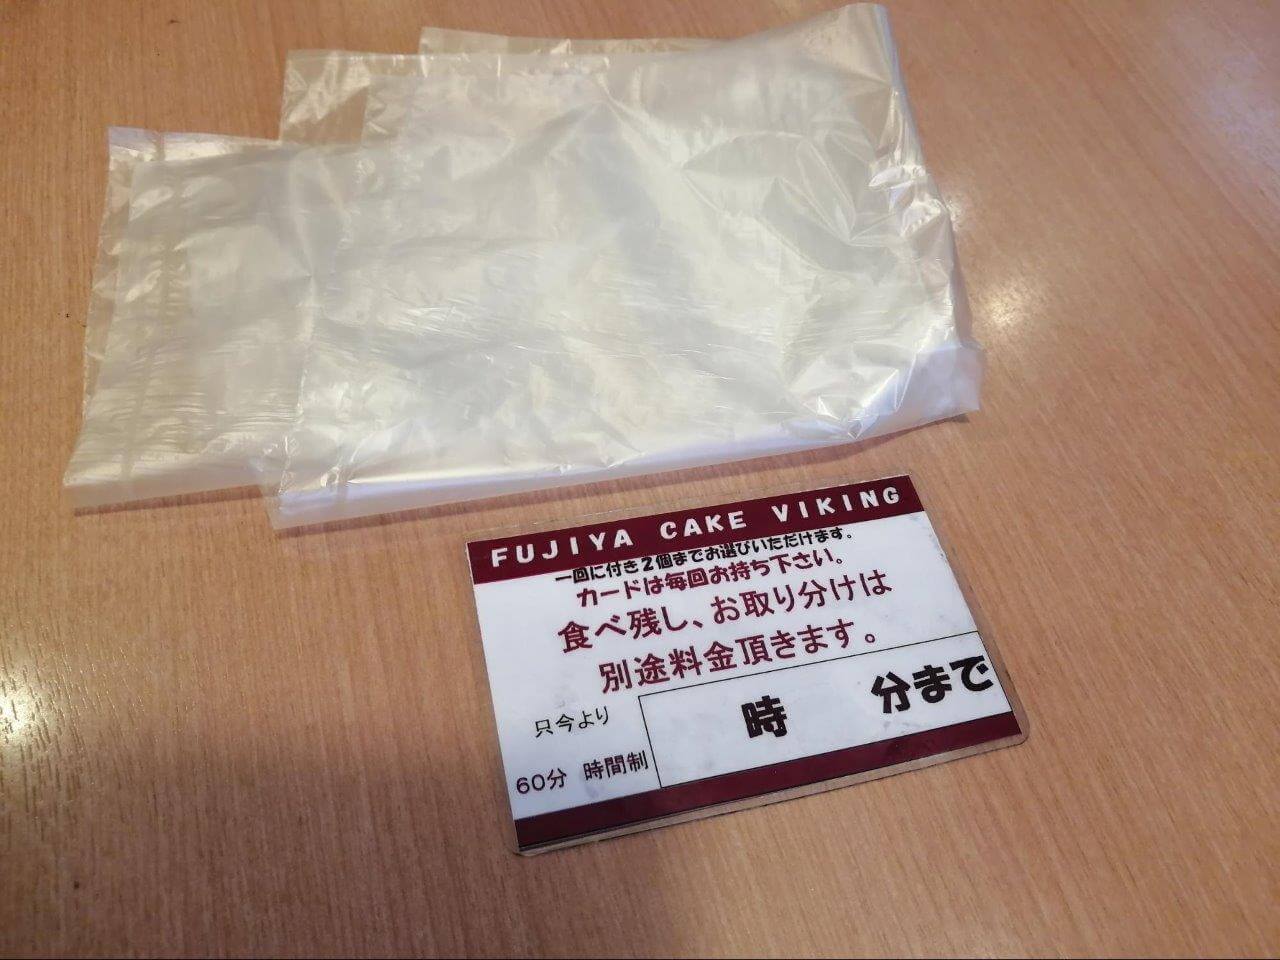 FUJIYA CAKE VIKING
一回に付き2個までお選びいただけます。
カードは毎回お持ち下さい。
食べ残し、お取り分けは
別途料金頂きます。
只今より
60分 時間制
時 分まで